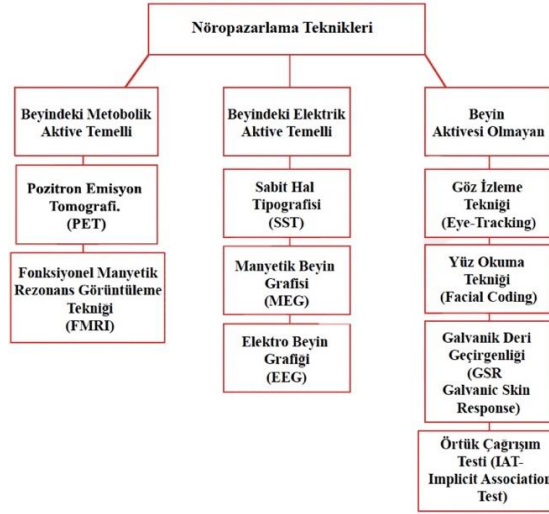 Nöropazarlama Teknikleri
Beyindeki Metobolik
Aktive Temelli
Pozitron Emisyon
Tomografi.
(PET)
Fonksiyonel Manyetik
Rezonans Görüntüleme
Tekniği
(FMRI)
Beyindeki Elektrik
Aktive Temelli
Sabit Hal
Tipografisi
(SST)
Manyetik Beyin
Grafisi
(MEG)
Elektro Beyin
Grafiği
(EEG)
Beyin
Aktivesi Olmayan
Göz İzleme
Tekniği
(Eye-Tracking)
Yüz Okuma
Tekniği
(Facial Coding)
Galvanik Deri
Geçirgenliği
(GSR
Galvanic Skin
Response)
Örtük Çağrışım
Testi (IAT-
Implicit Association
Test)